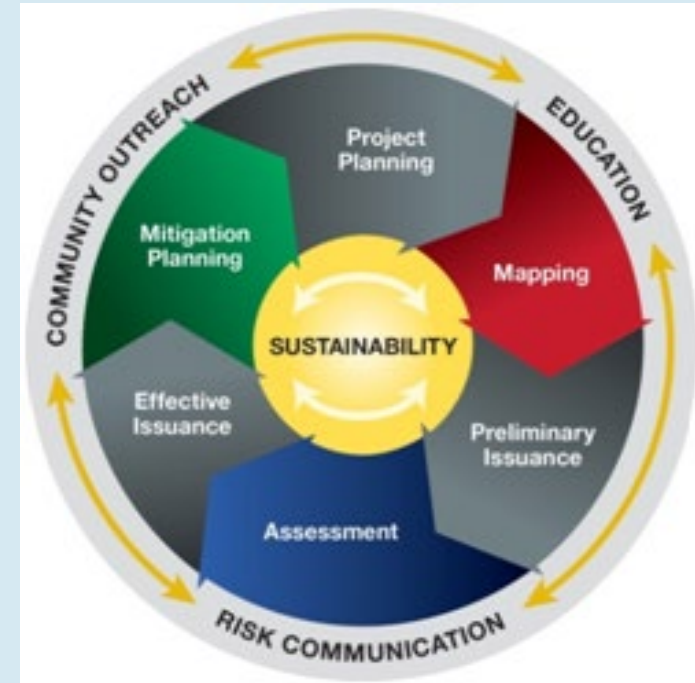 COMMUNITY OUTREACH
EDUCATION
Project
Planning
Mitigation
Planning
Mapping
SUSTAINABILITY
Effective
Issuance
Preliminary
Issuance
Assessment
RISK COMMUNICATION